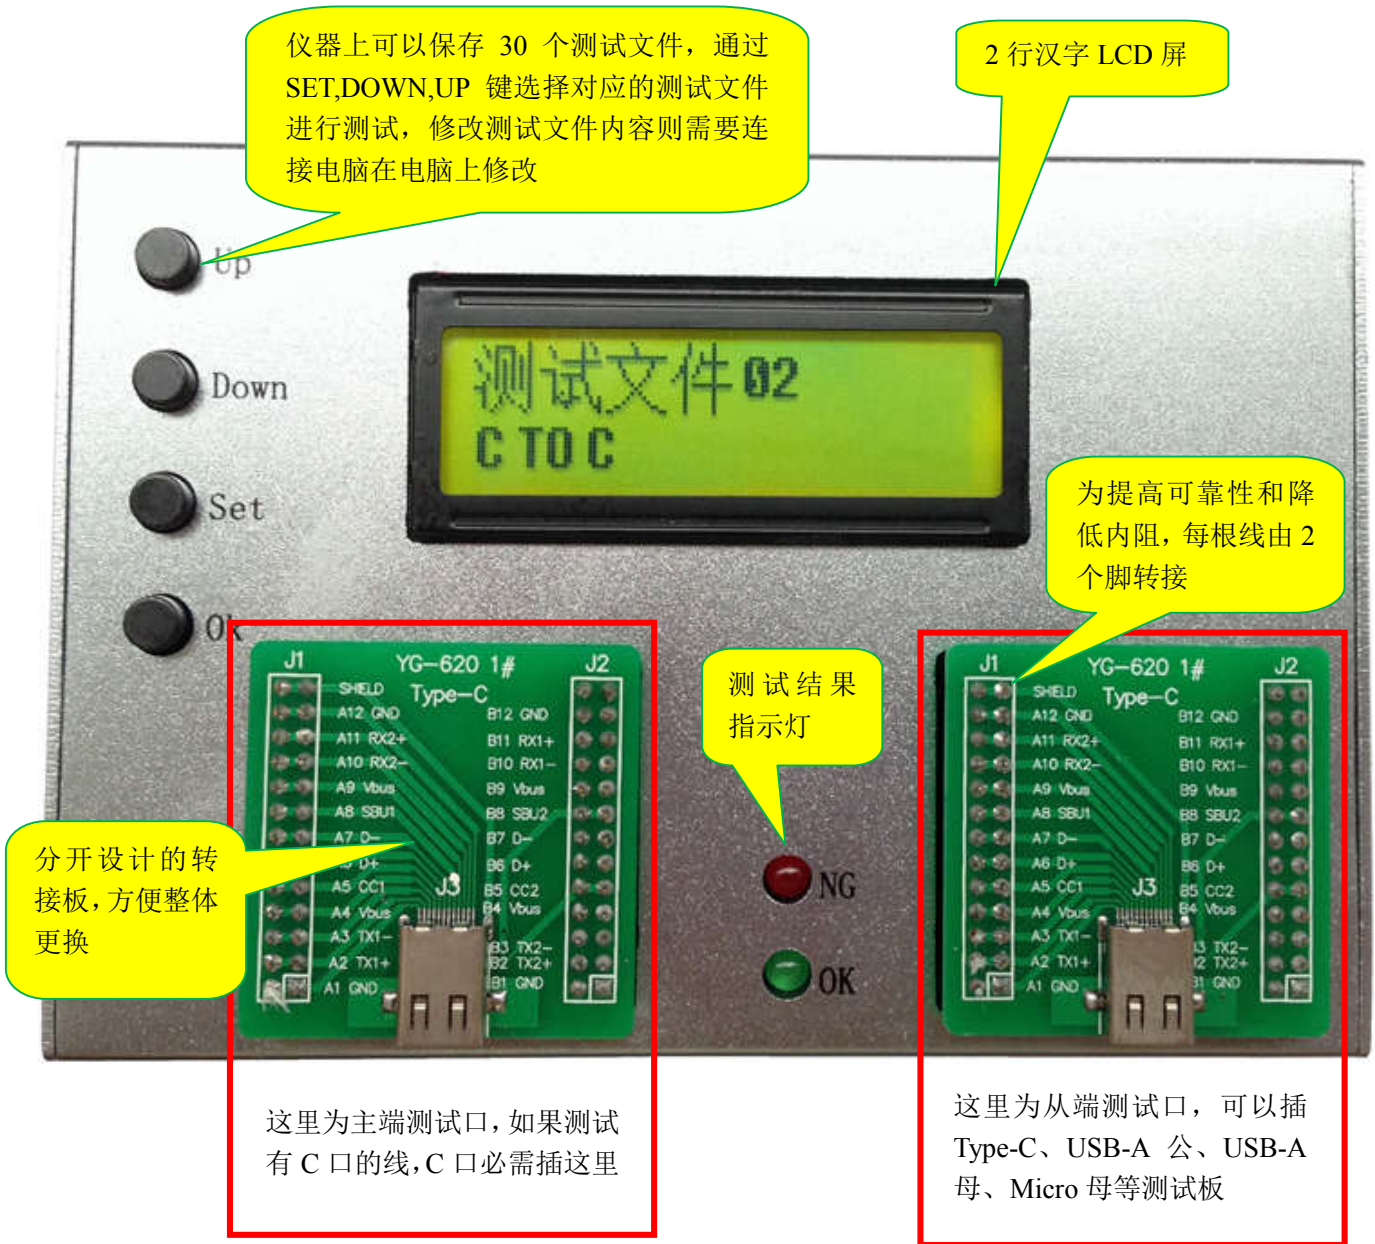 仪器上可以保存 30 个测试文件，通过
SET,DOWN,UP 键选择对应的测试文件
进行测试，修改测试文件内容则需要连
接电脑在电脑上修改
2 行汉字 LCD 屏
Up
Down
Set
Ok
测试文件02
C TO C
为提高可靠性和降
低内阻，每根线由 2
个脚转接
测试结果
指示灯
NG
OK
分开设计的转
接板，方便整体
更换
J1
YG-620 1#
J2
Type-C
SHIELD
A12 GND
A11 RX2+
A10 RX2-
A9 Vbus
A8 SBU1
A7 D-
D+
A5 CC1
A4 Vbus
A3 TX1-
A2 TX1+
A1 GND
B12 GND
B11 RX1+
B10 RX1-
B9 Vbus
B8 SBU2
B7 D-
B6 D+
B5 CC2
B4 Vbus
B3 TX2-
B2 TX2+
B1 GND
J3
J1
YG-620 1#
J2
Type-C
SHIELD
A12 GND
A11 RX2+
A10 RX2-
A9 Vbus
A8 SBU1
A7 D-
A6 D+
A5 CC1
A4 Vbus
A3 TX1-
A2 TX1+
A1 GND
B12 GND
B11 RX1+
B10 RX1-
B9 Vbus
B8 SBU2
B7 D-
B6 D+
B5 CC2
B4 Vbus
TX2-
TX2+
GND
J3
这里为主端测试口，如果测试
有 C 口的线，C 口必需插这里
这里为从端测试口，可以插
Type-C、USB-A 公、USB-A
母、Micro 母等测试板